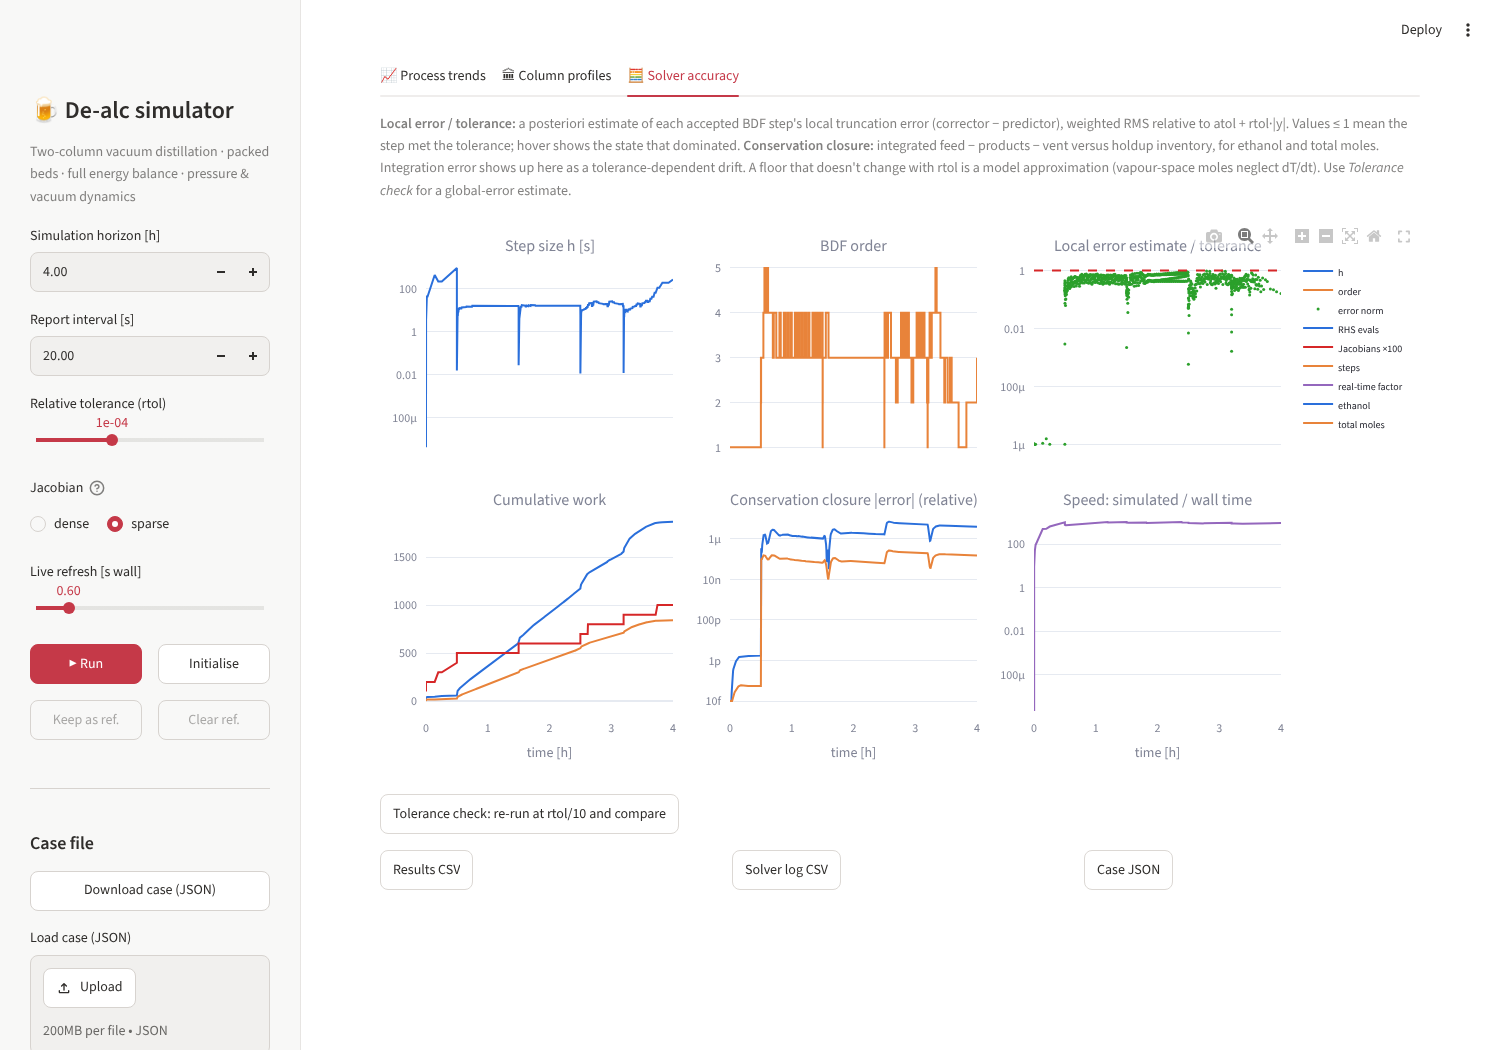 Deploy
🍺 De-alc simulator
Two-column vacuum distillation · packed
beds · full energy balance · pressure &
vacuum dynamics
Simulation horizon [h]
4.00
Report interval [s]
20.00
Relative tolerance (rtol)
1e-04
Jacobian
dense sparse
Live refresh [s wall]
0.60
Run Initialise
Keep as ref. Clear ref.
Case file
Download case (JSON)
Load case (JSON)
Upload
200MB per file • JSON
📈 Process trends 🏛 Column profiles 🧮 Solver accuracy
Local error / tolerance: a posteriori estimate of each accepted BDF step's local truncation error (corrector − predictor), weighted RMS relative to atol + rtol·|y|. Values ≤ 1 mean the
step met the tolerance; hover shows the state that dominated. Conservation closure: integrated feed − products − vent versus holdup inventory, for ethanol and total moles.
Integration error shows up here as a tolerance-dependent drift. A floor that doesn't change with rtol is a model approximation (vapour-space moles neglect dT/dt). Use Tolerance
check for a global-error estimate.
Step size h [s]
100
1
0.01
100μ
BDF order
5
4
3
2
1
Local error estimate / tolerance
1
0.01
100μ
1μ
h
order
error norm
RHS evals
Jacobians ×100
steps
real-time factor
ethanol
total moles
Cumulative work
1500
1000
500
0
0 1 2 3 4
time [h]
Conservation closure |error| (relative)
1μ
10n
100p
1p
10f
0 1 2 3 4
time [h]
Speed: simulated / wall time
100
1
0.01
100μ
0 1 2 3 4
time [h]
Tolerance check: re-run at rtol/10 and compare
Results CSV Solver log CSV Case JSON